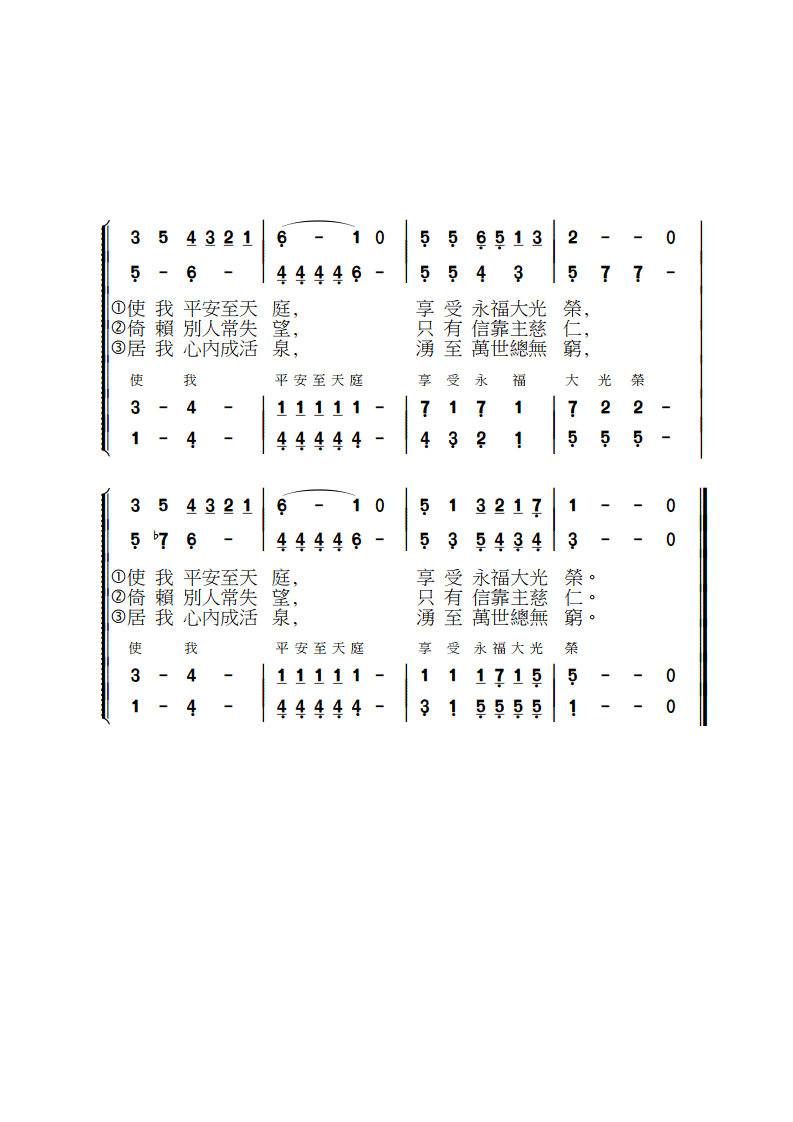 3 5 4 3 2 1 | 6 - 1 0 | 5 5 6 5 1 3 | 2 - - 0
5 - 6 - | 4 4 4 4 6 - | 5 5 4 3 | 5 7 7 -
①使我平安至天庭, 享受永福大光榮,
②倚賴別人常失望, 只有信靠主慈仁,
③居我心內成活泉, 湧至萬世總無窮,
使我 平安至天庭 享受永福 大光榮
3 - 4 - | 1 1 1 1 1 - | 7 1 7 1 | 7 2 2 -
1 - 4 - | 4 4 4 4 4 - | 4 3 2 1 | 5 5 5 -
3 5 4 3 2 1 | 6 - 1 0 | 5 1 3 2 1 7 | 1 - - 0
5 ♭7 6 - | 4 4 4 4 6 - | 5 3 5 4 3 4 | 3 - - 0
①使我平安至天庭, 享受永福大光榮。
②倚賴別人常失望, 只有信靠主慈仁。
③居我心內成活泉, 湧至萬世總無窮。
使我 平安至天庭 享受永福大光 榮
3 - 4 - | 1 1 1 1 1 - | 1 1 1 7 1 5 | 5 - - 0
1 - 4 - | 4 4 4 4 4 - | 3 1 5 5 5 5 | 1 - - 0